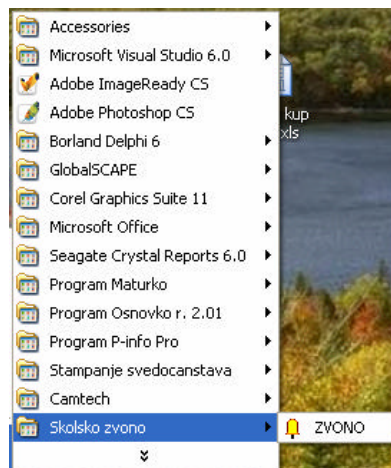 Accessories
Microsoft Visual Studio 6.0
Adobe ImageReady CS
Adobe Photoshop CS
kup
xls
Borland Delphi 6
GlobalSCAPE
Corel Graphics Suite 11
Microsoft Office
Seagate Crystal Reports 6.0
Program Maturko
Program Osnovko r. 2.01
Program P-info Pro
Stampanje svedocanstava
Camtech
Skolsko zvono
ZVONO